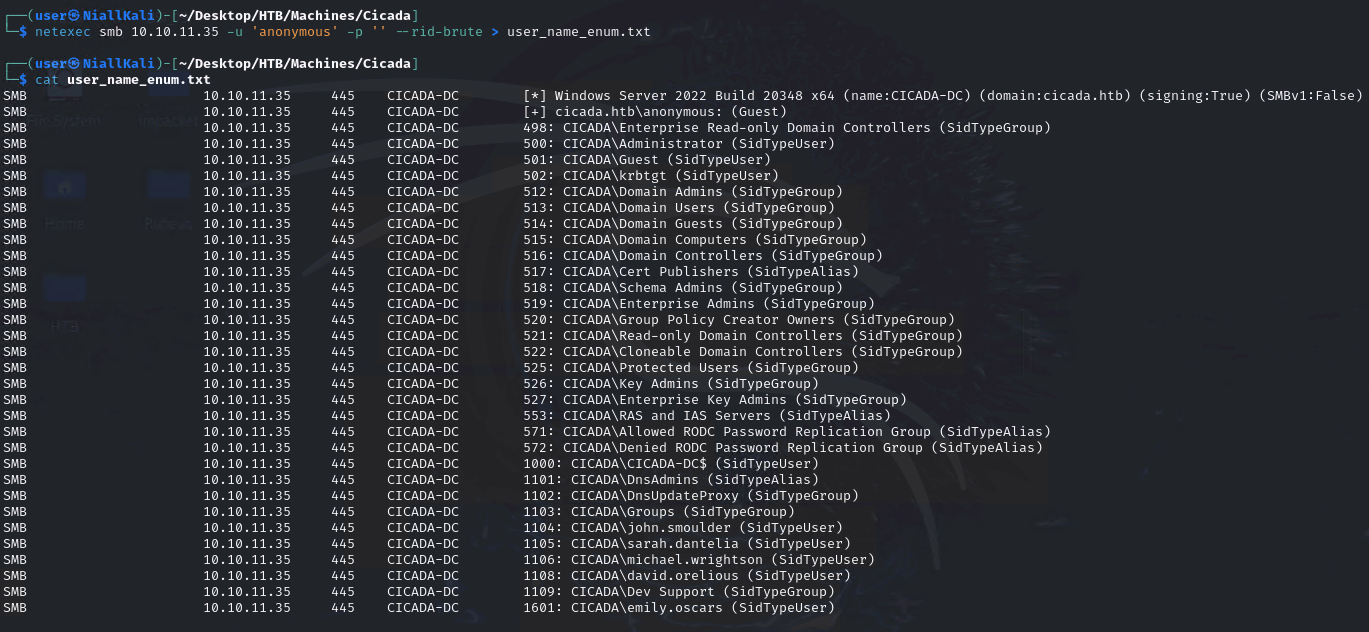 ┌──(user㉿NiallKali)-[~/Desktop/HTB/Machines/Cicada]
└─$ netexec smb 10.10.11.35 -u 'anonymous' -p '' --rid-brute > user_name_enum.txt
┌──(user㉿NiallKali)-[~/Desktop/HTB/Machines/Cicada]
└─$ cat user_name_enum.txt
SMB 10.10.11.35 445 CICADA-DC [*] Windows Server 2022 Build 20348 x64 (name:CICADA-DC) (domain:cicada.htb) (signing:True) (SMBv1:False)
SMB 10.10.11.35 445 CICADA-DC [+] cicada.htb\anonymous: (Guest)
SMB 10.10.11.35 445 CICADA-DC 498: CICADA\Enterprise Read-only Domain Controllers (SidTypeGroup)
SMB 10.10.11.35 445 CICADA-DC 500: CICADA\Administrator (SidTypeUser)
SMB 10.10.11.35 445 CICADA-DC 501: CICADA\Guest (SidTypeUser)
SMB 10.10.11.35 445 CICADA-DC 502: CICADA\krbtgt (SidTypeUser)
SMB 10.10.11.35 445 CICADA-DC 512: CICADA\Domain Admins (SidTypeGroup)
SMB 10.10.11.35 445 CICADA-DC 513: CICADA\Domain Users (SidTypeGroup)
SMB 10.10.11.35 445 CICADA-DC 514: CICADA\Domain Guests (SidTypeGroup)
SMB 10.10.11.35 445 CICADA-DC 515: CICADA\Domain Computers (SidTypeGroup)
SMB 10.10.11.35 445 CICADA-DC 516: CICADA\Domain Controllers (SidTypeGroup)
SMB 10.10.11.35 445 CICADA-DC 517: CICADA\Cert Publishers (SidTypeAlias)
SMB 10.10.11.35 445 CICADA-DC 518: CICADA\Schema Admins (SidTypeGroup)
SMB 10.10.11.35 445 CICADA-DC 519: CICADA\Enterprise Admins (SidTypeGroup)
SMB 10.10.11.35 445 CICADA-DC 520: CICADA\Group Policy Creator Owners (SidTypeGroup)
SMB 10.10.11.35 445 CICADA-DC 521: CICADA\Read-only Domain Controllers (SidTypeGroup)
SMB 10.10.11.35 445 CICADA-DC 522: CICADA\Cloneable Domain Controllers (SidTypeGroup)
SMB 10.10.11.35 445 CICADA-DC 525: CICADA\Protected Users (SidTypeGroup)
SMB 10.10.11.35 445 CICADA-DC 526: CICADA\Key Admins (SidTypeGroup)
SMB 10.10.11.35 445 CICADA-DC 527: CICADA\Enterprise Key Admins (SidTypeGroup)
SMB 10.10.11.35 445 CICADA-DC 553: CICADA\RAS and IAS Servers (SidTypeAlias)
SMB 10.10.11.35 445 CICADA-DC 571: CICADA\Allowed RODC Password Replication Group (SidTypeAlias)
SMB 10.10.11.35 445 CICADA-DC 572: CICADA\Denied RODC Password Replication Group (SidTypeAlias)
SMB 10.10.11.35 445 CICADA-DC 1000: CICADA\CICADA-DC$ (SidTypeUser)
SMB 10.10.11.35 445 CICADA-DC 1101: CICADA\DnsAdmins (SidTypeAlias)
SMB 10.10.11.35 445 CICADA-DC 1102: CICADA\DnsUpdateProxy (SidTypeGroup)
SMB 10.10.11.35 445 CICADA-DC 1103: CICADA\Groups (SidTypeGroup)
SMB 10.10.11.35 445 CICADA-DC 1104: CICADA\john.smoulder (SidTypeUser)
SMB 10.10.11.35 445 CICADA-DC 1105: CICADA\sarah.dantelia (SidTypeUser)
SMB 10.10.11.35 445 CICADA-DC 1106: CICADA\michael.wrightson (SidTypeUser)
SMB 10.10.11.35 445 CICADA-DC 1108: CICADA\david.orelious (SidTypeUser)
SMB 10.10.11.35 445 CICADA-DC 1109: CICADA\Dev Support (SidTypeGroup)
SMB 10.10.11.35 445 CICADA-DC 1601: CICADA\emily.oscars (SidTypeUser)
File System
Home
HTB